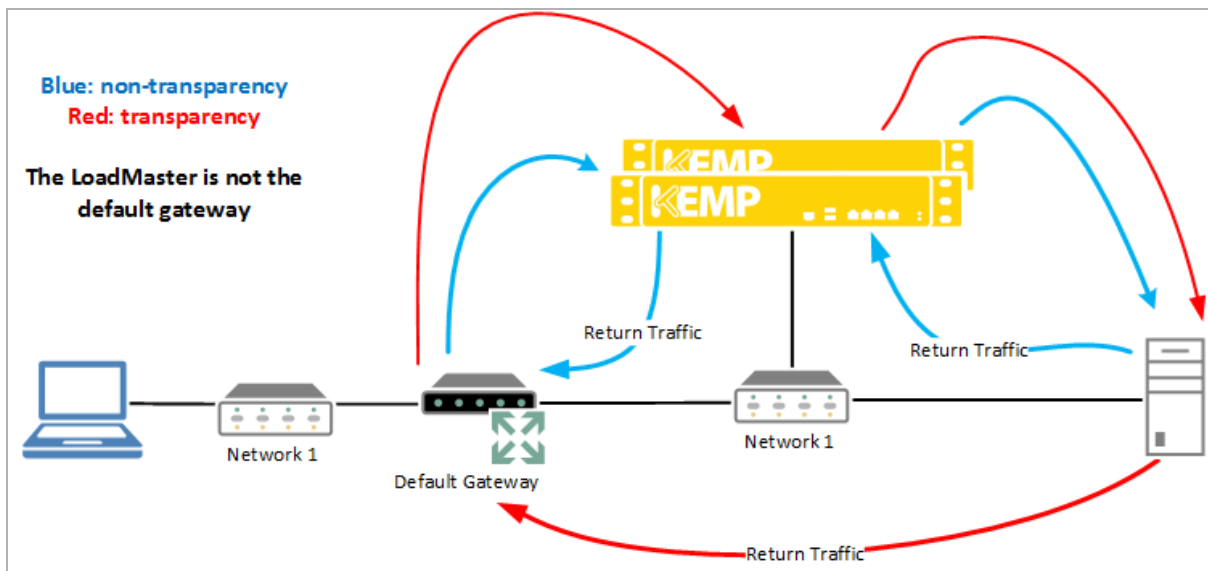 Blue: non-transparency
Red: transparency
The LoadMaster is not the
default gateway
KEMP
KEMP
Return Traffic
Return Traffic
Network 1
Network 1
Default Gateway
Return Traffic